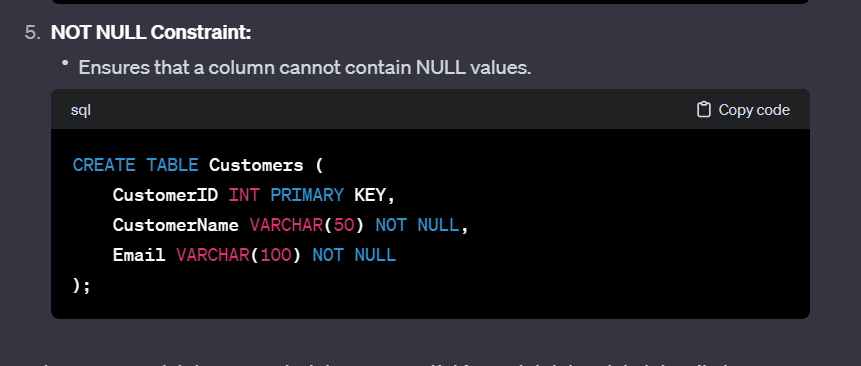 5. NOT NULL Constraint:
• Ensures that a column cannot contain NULL values.
sql
Copy code
CREATE TABLE Customers (
    CustomerID INT PRIMARY KEY,
    CustomerName VARCHAR(50) NOT NULL,
    Email VARCHAR(100) NOT NULL
);